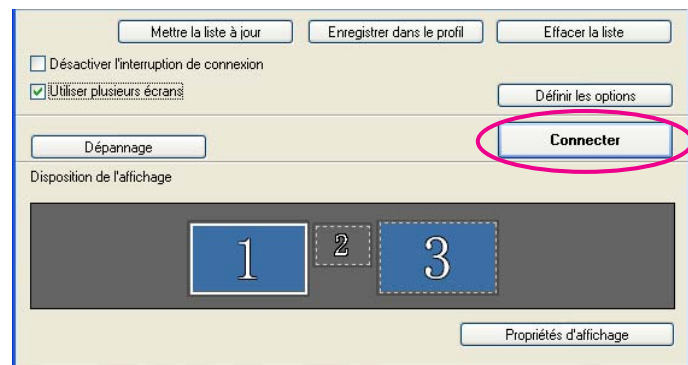 Mettre la liste à jour Enregistrer dans le profil Effacer la liste
Désactiver l'interruption de connexion
Utiliser plusieurs écrans
Définir les options
Connecter
Dépannage
Disposition de l'affichage
1 2 3
Propriétés d'affichage